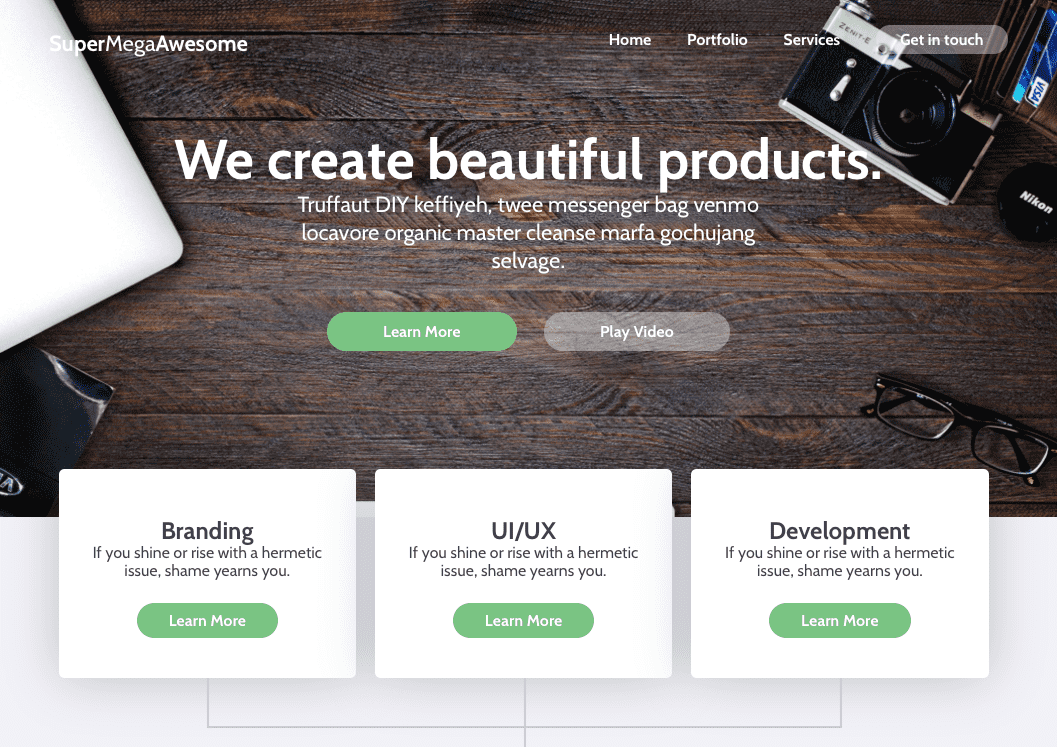 SuperMegaAwesome
Home Portfolio Services Get in touch
ZENIT-E
VISA
We create beautiful products.
Nikon
Truffaut DIY keffiyeh, twee messenger bag venmo
locavore organic master cleanse marfa gochujang
selvage.
Learn More Play Video
Branding
If you shine or rise with a hermetic
issue, shame yearns you.
Learn More
UI/UX
If you shine or rise with a hermetic
issue, shame yearns you.
Learn More
Development
If you shine or rise with a hermetic
issue, shame yearns you.
Learn More